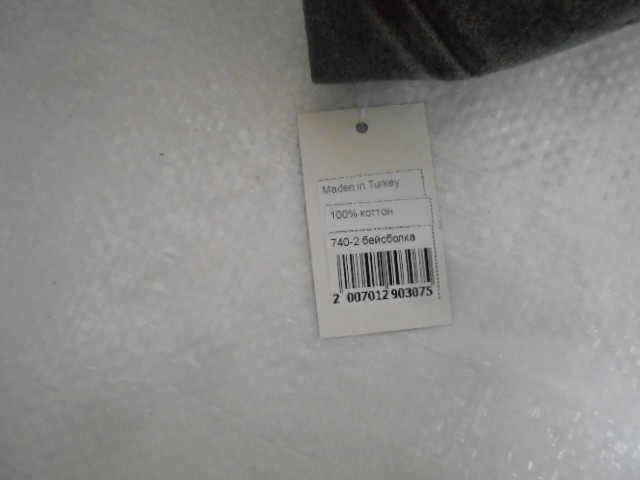 Maden in Turkey
100% коттон
740-2 бейсболка
2 007012 903075